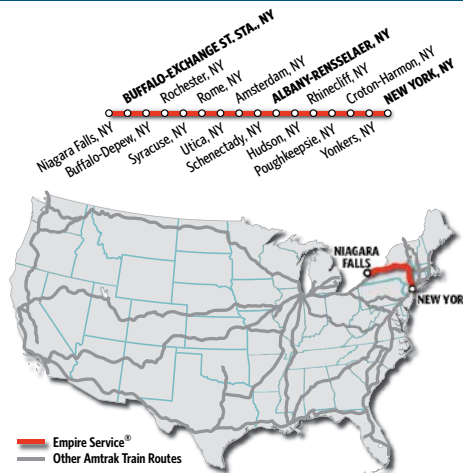 BUFFALO-EXCHANGE ST. STA., NY
Rochester, NY
Rome, NY
Amsterdam, NY
ALBANY-RENSSELAER, NY
Rhinecliff, NY
Croton-Harmon, NY
NEW YORK, NY
Niagara Falls, NY
Buffalo-Depew, NY
Syracuse, NY
Utica, NY
Schenectady, NY
Hudson, NY
Poughkeepsie, NY
Yonkers, NY
NIAGARA
FALLS
NEW YOR
Empire Service®
Other Amtrak Train Routes